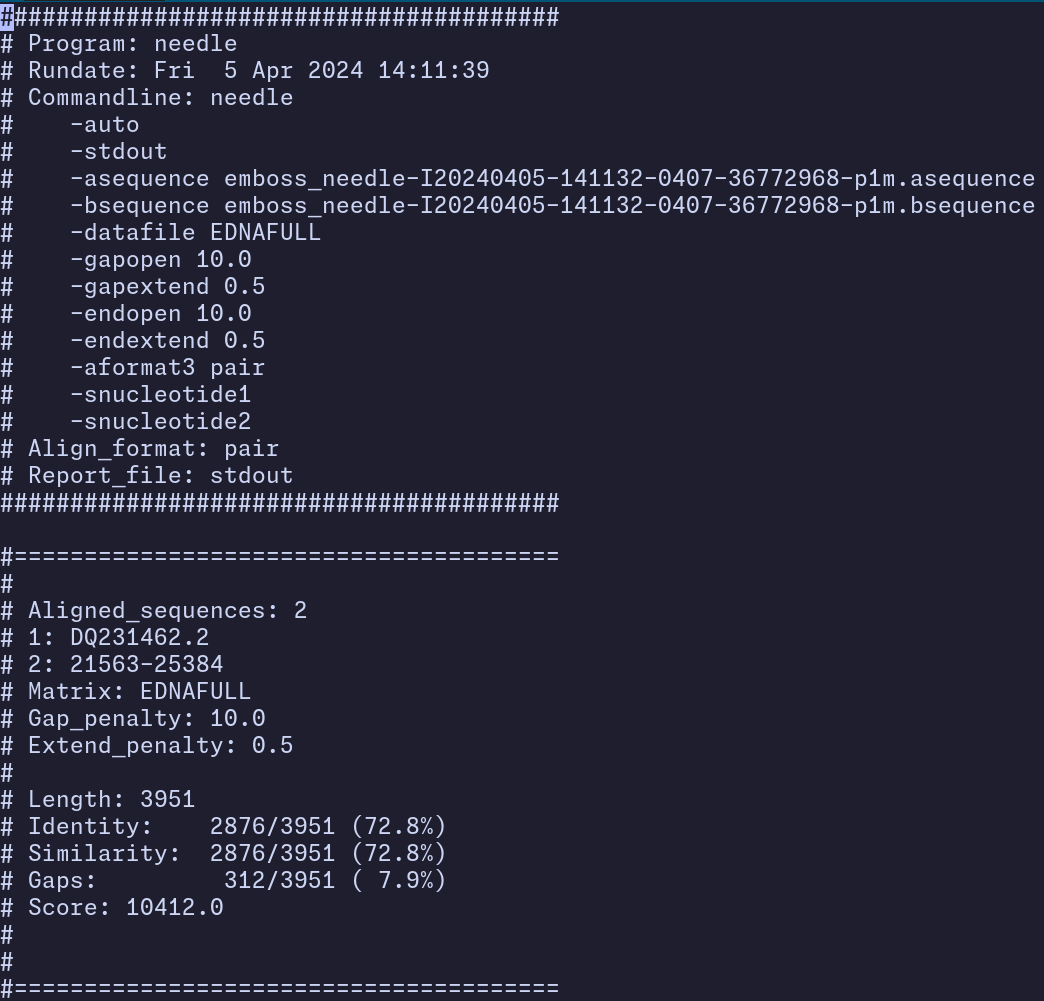 ########################################
# Program: needle
# Rundate: Fri  5 Apr 2024 14:11:39
# Commandline: needle
#    -auto
#    -stdout
#    -asequence emboss_needle-I20240405-141132-0407-36772968-p1m.asequence
#    -bsequence emboss_needle-I20240405-141132-0407-36772968-p1m.bsequence
#    -datafile EDNAFULL
#    -gapopen 10.0
#    -gapextend 0.5
#    -endopen 10.0
#    -endextend 0.5
#    -aformat3 pair
#    -snucleotide1
#    -snucleotide2
# Align_format: pair
# Report_file: stdout
########################################

#=======================================
#
# Aligned_sequences: 2
# 1: DQ231462.2
# 2: 21563-25384
# Matrix: EDNAFULL
# Gap_penalty: 10.0
# Extend_penalty: 0.5
#
# Length: 3951
# Identity:    2876/3951 (72.8%)
# Similarity:  2876/3951 (72.8%)
# Gaps:         312/3951 ( 7.9%)
# Score: 10412.0
#
#
#=======================================